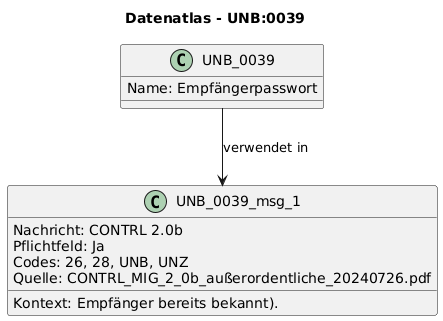 Datenatlas - UNB:0039
C UNB_0039
Name: Empfängerpasswort
verwendet in
C UNB_0039_msg_1
Nachricht: CONTRL 2.0b
Pflichtfeld: Ja
Codes: 26, 28, UNB, UNZ
Quelle: CONTRL_MIG_2_0b_außerordentliche_20240726.pdf
Kontext: Empfänger bereits bekannt).